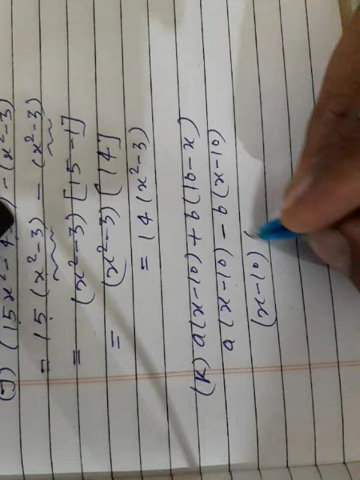 (J) (15x²-4 ) - (x²-3)
= 15(x²-3) - (x²-3)
= (x²-3) [15-1]
= (x²-3) [14]
= 14(x²-3)
(K) a(x-10) + b(10-x)
a(x-10) - b(x-10)
(x-10) (